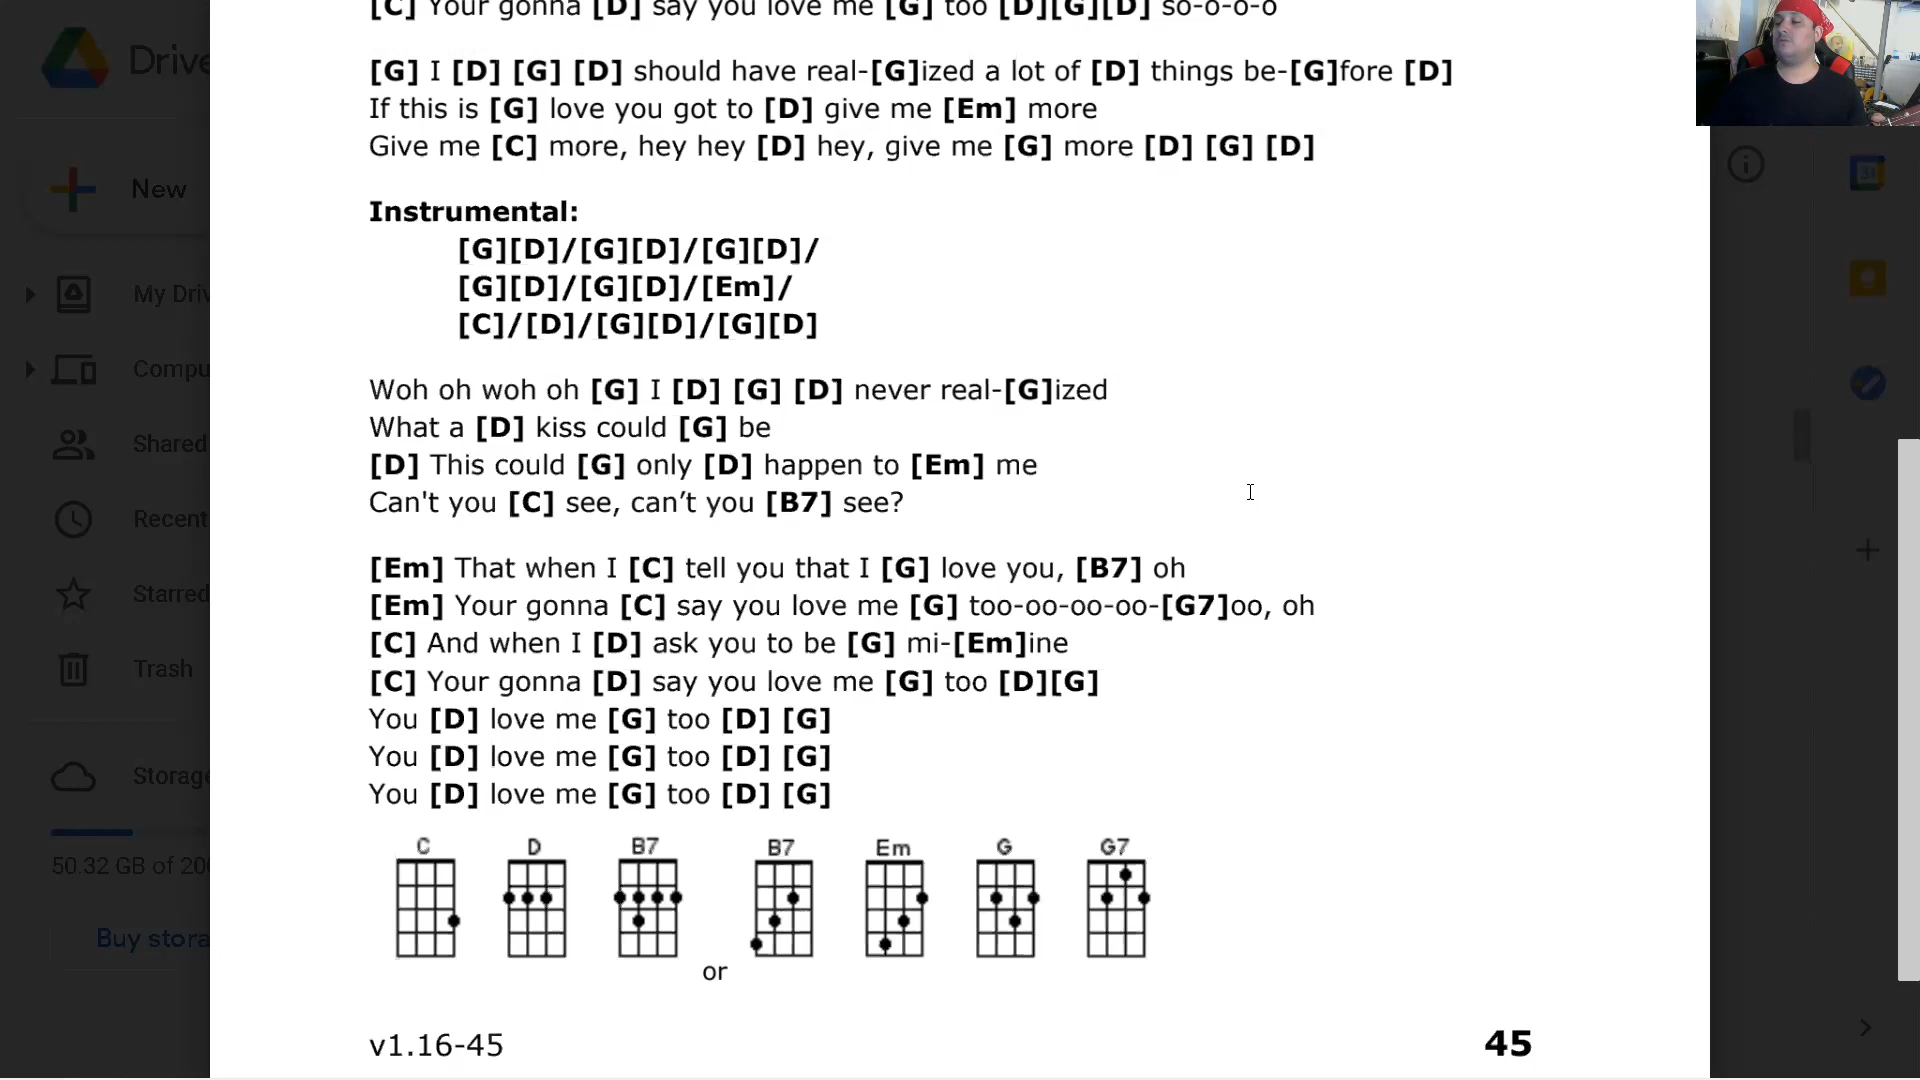 [C] Your gonna [D] say you love me [G] too [D][G][D] so-o-o-o
[G] I [D] [G] [D] should have real-[G]ized a lot of [D] things be-[G]fore [D]
If this is [G] love you got to [D] give me [Em] more
Give me [C] more, hey hey [D] hey, give me [G] more [D] [G] [D]
Instrumental:
[G][D]/[G][D]/[G][D]/
[G][D]/[G][D]/[Em]/
[C]/[D]/[G][D]/[G][D]
Woh oh woh oh [G] I [D] [G] [D] never real-[G]ized
What a [D] kiss could [G] be
[D] This could [G] only [D] happen to [Em] me
Can't you [C] see, can’t you [B7] see?
[Em] That when I [C] tell you that I [G] love you, [B7] oh
[Em] Your gonna [C] say you love me [G] too-oo-oo-oo-[G7]oo, oh
[C] And when I [D] ask you to be [G] mi-[Em]ine
[C] Your gonna [D] say you love me [G] too [D][G]
You [D] love me [G] too [D] [G]
You [D] love me [G] too [D] [G]
You [D] love me [G] too [D] [G]
C D B7 B7 Em G G7
or
v1.16-45
45
Drive
New
My Driv
Compu
Shared
Recent
Starred
Trash
Storage
50.32 GB of 200
Buy stora
31